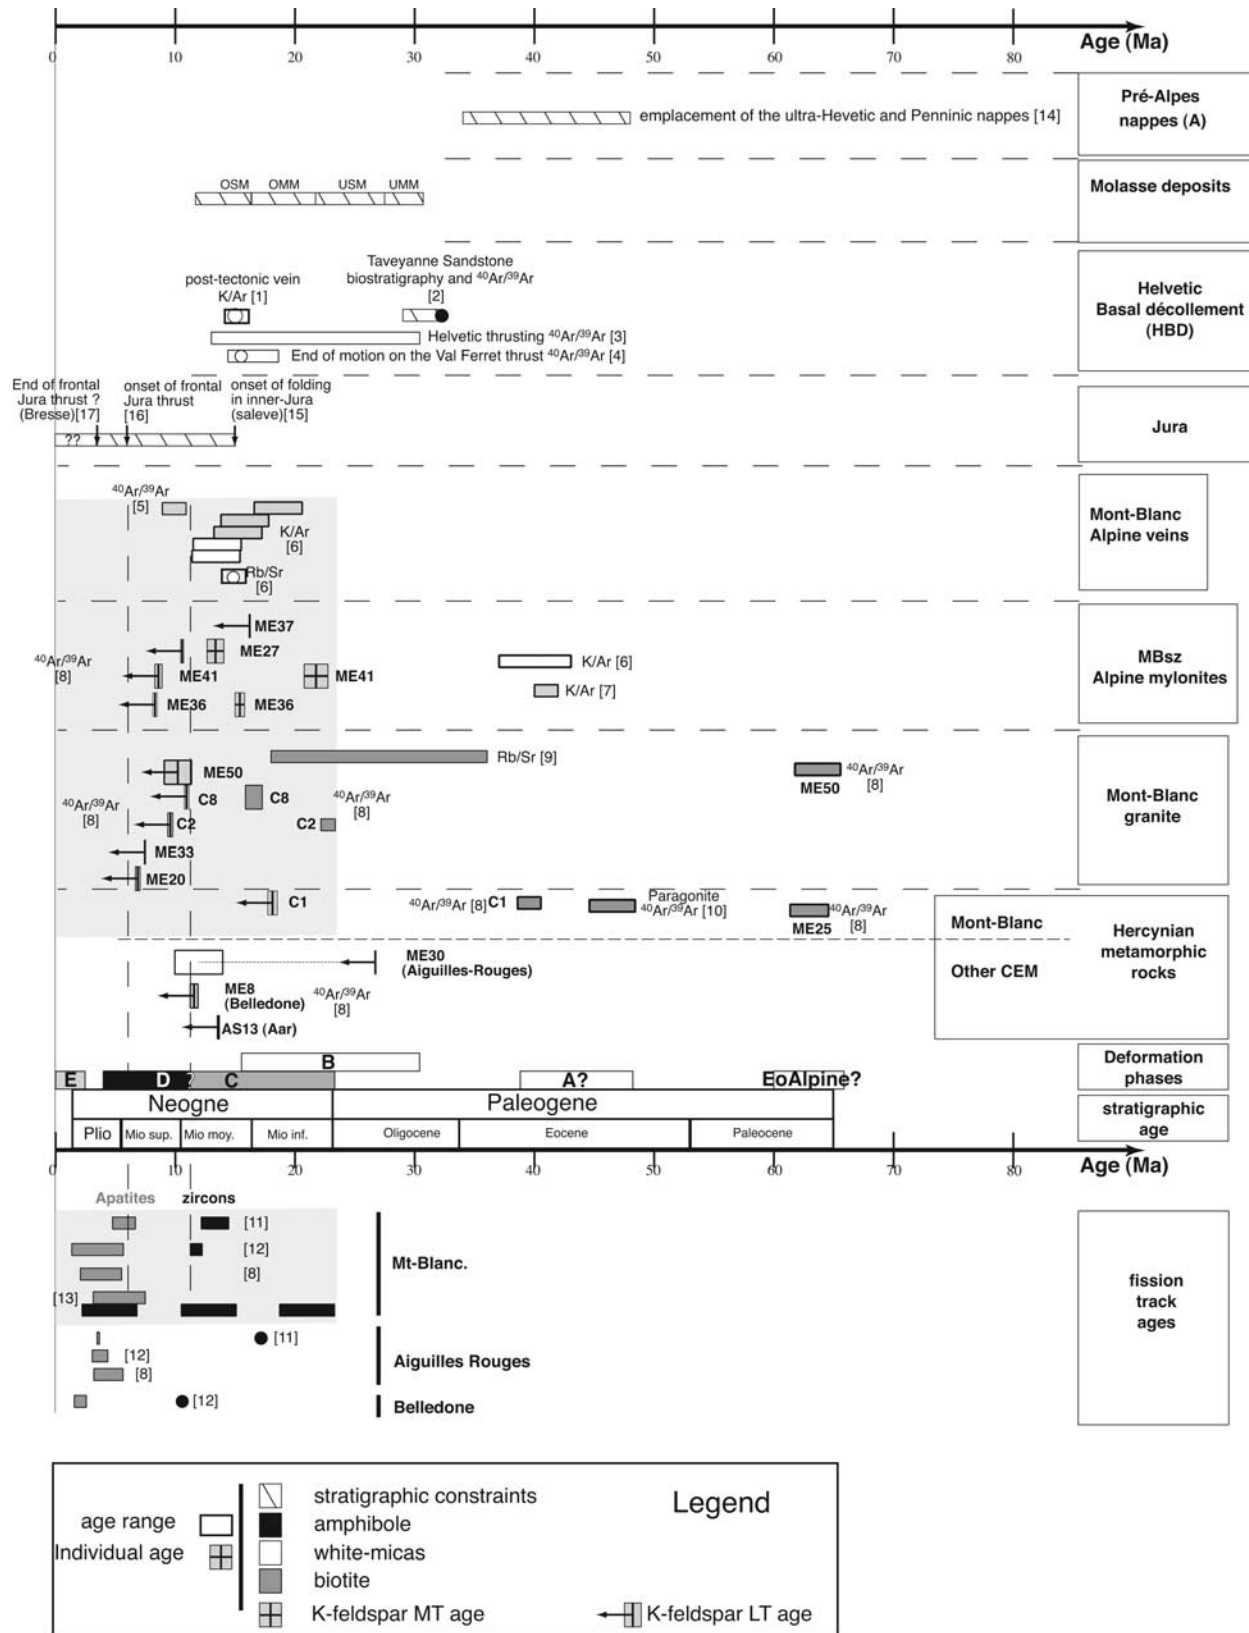 0 10 20 30 40 50 60 70 80 Age (Ma)
emplacement of the ultra-Hevetic and Penninic nappes [14]
Pré-Alpes
nappes (A)
OSM OMM USM UMM
Molasse deposits
post-tectonic vein
K/Ar [1]
Taveyanne Sandstone
biostratigraphy and 40Ar/39Ar
[2]
Helvetic thrusting 40Ar/39Ar [3]
End of motion on the Val Ferret thrust 40Ar/39Ar [4]
Helvetic
Basal décollement
(HBD)
End of frontal
Jura thrust ?
(Bresse)[17]
onset of frontal
Jura thrust
[16]
onset of folding
in inner-Jura
(saleve)[15]
??
Jura
40Ar/39Ar
[5]
K/Ar
[6]
Rb/Sr
[6]
Mont-Blanc
Alpine veins
ME37
ME27
40Ar/39Ar
[8]
ME41
ME41
ME36
ME36
K/Ar [6]
K/Ar [7]
MBsz
Alpine mylonites
Rb/Sr [9]
ME50
ME50
40Ar/39Ar
[8]
40Ar/39Ar
[8]
C8
C8
40Ar/39Ar
[8]
C2
C2
ME33
ME20
Mont-Blanc
granite
C1
40Ar/39Ar [8] C1
Paragonite
40Ar/39Ar [10]
ME25
40Ar/39Ar
[8]
Mont-Blanc
Other CEM
Hercynian
metamorphic
rocks
ME30
(Aiguilles-Rouges)
ME8
(Belledone)
40Ar/39Ar
[8]
AS13 (Aar)
B
E D ? C A? EoAlpine?
Deformation
phases
Neogne Paleogene
Plio Mio sup. Mio moy. Mio inf. Oligocene Eocene Paleocene
stratigraphic
age
0 10 20 30 40 50 60 70 80 Age (Ma)
Apatites zircons
[11]
[12]
[8]
[13]
Mt-Blanc.
[11]
[12]
[8]
Aiguilles Rouges
[12]
Belledone
fission
track
ages
Legend
age range
Individual age
stratigraphic constraints
amphibole
white-micas
biotite
K-feldspar MT age
K-feldspar LT age